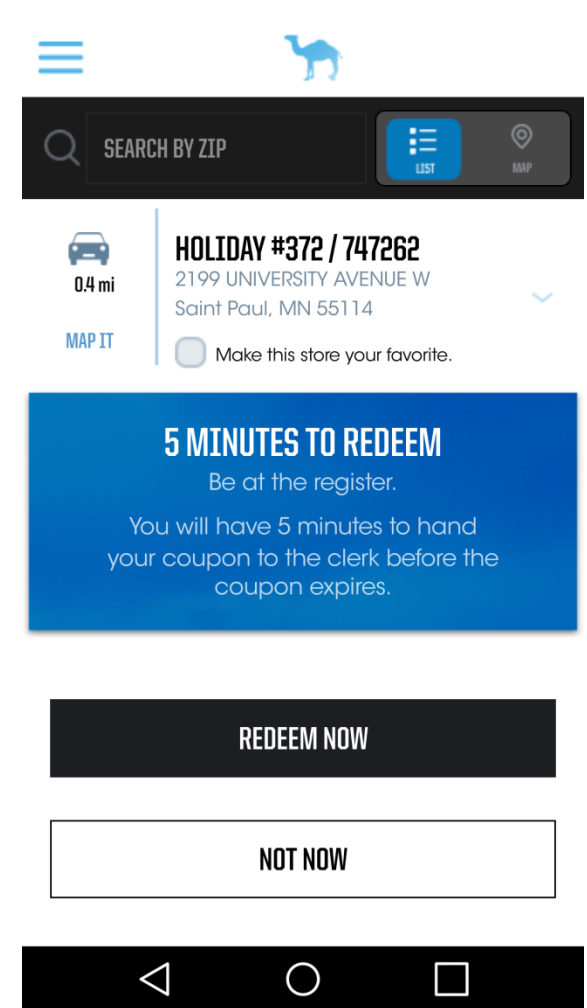 SEARCH BY ZIP
LIST
MAP
0.4 mi
MAP IT
HOLIDAY #372 / 747262
2199 UNIVERSITY AVENUE W
Saint Paul, MN 55114
Make this store your favorite.
5 MINUTES TO REDEEM
Be at the register.
You will have 5 minutes to hand
your coupon to the clerk before the
coupon expires.
REDEEM NOW
NOT NOW